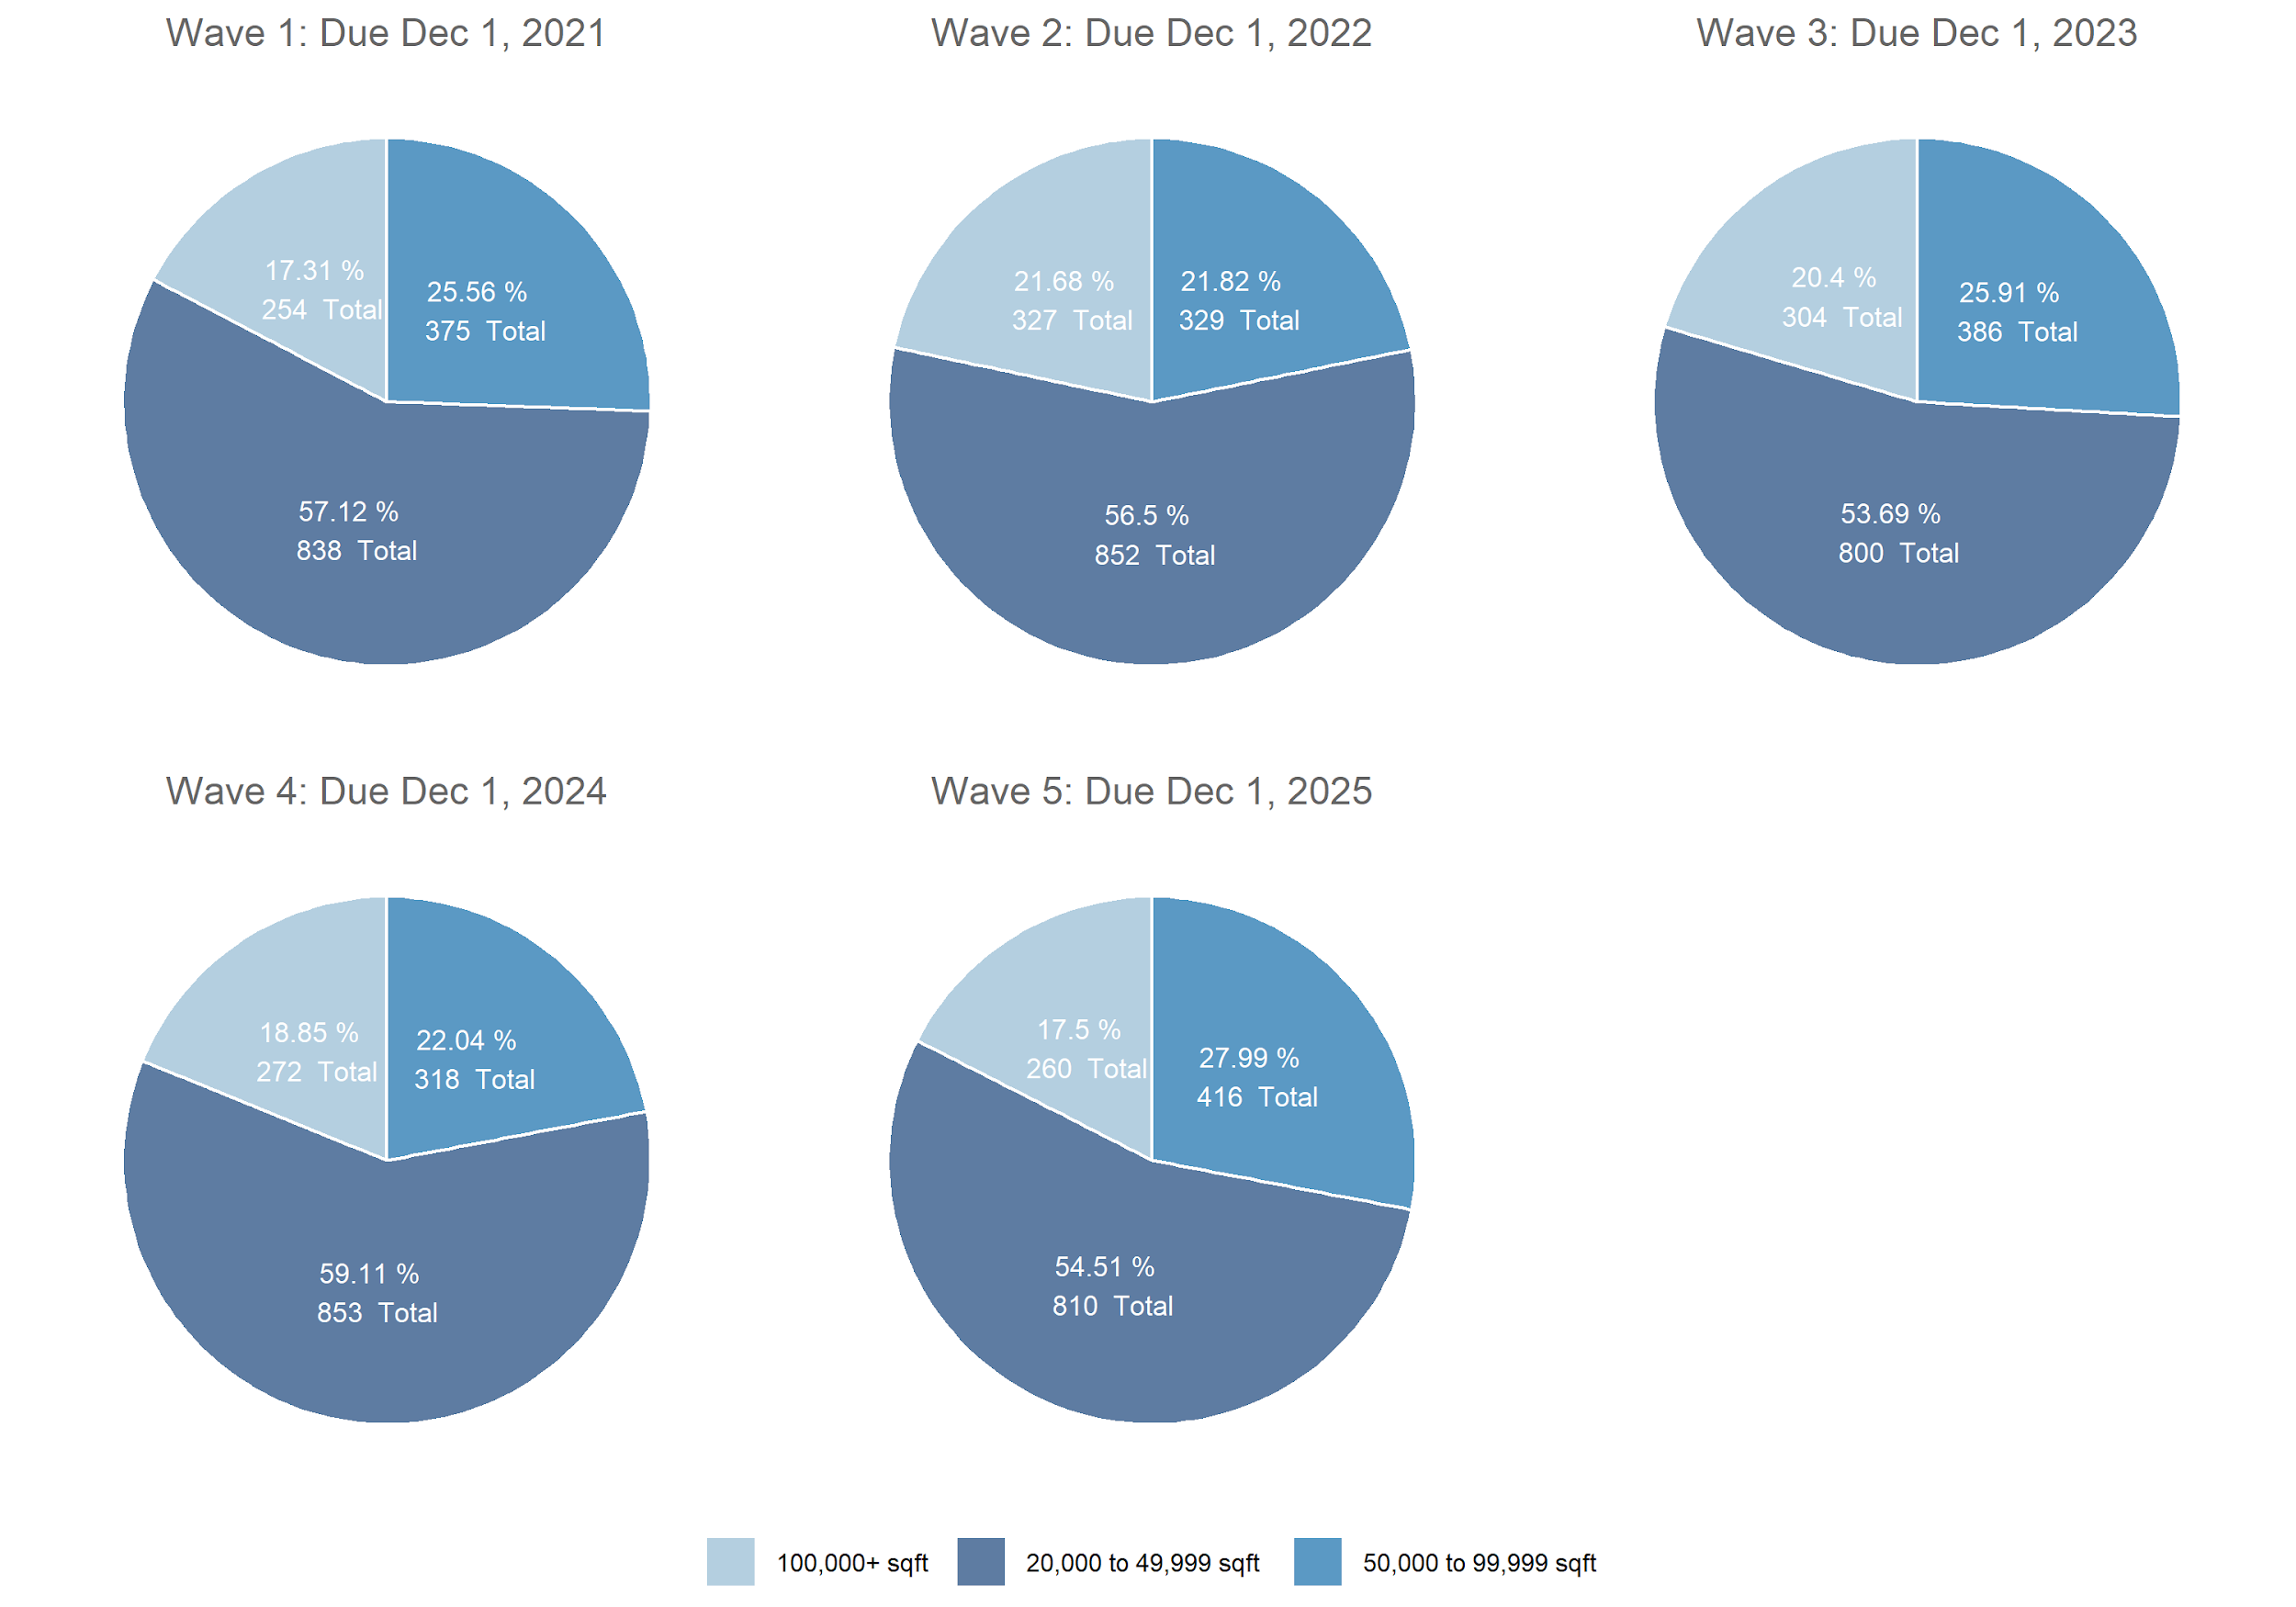 Wave 1: Due Dec 1, 2021
17.31 %
254 Total
25.56 %
375 Total
57.12 %
838 Total
Wave 2: Due Dec 1, 2022
21.68 %
327 Total
21.82 %
329 Total
56.5 %
852 Total
Wave 3: Due Dec 1, 2023
20.4 %
304 Total
25.91 %
386 Total
53.69 %
800 Total
Wave 4: Due Dec 1, 2024
18.85 %
272 Total
22.04 %
318 Total
59.11 %
853 Total
Wave 5: Due Dec 1, 2025
17.5 %
260 Total
27.99 %
416 Total
54.51 %
810 Total
100,000+ sqft
20,000 to 49,999 sqft
50,000 to 99,999 sqft